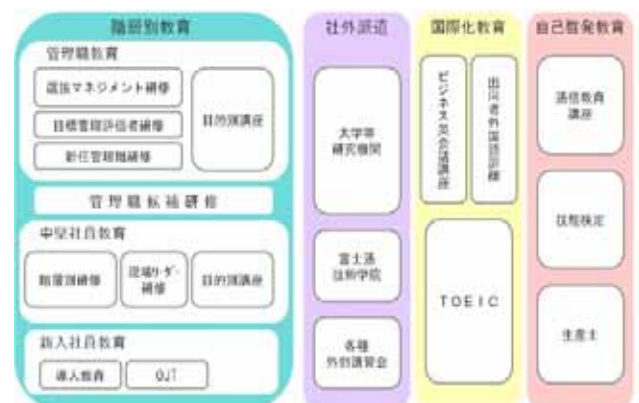 階層別教育
管理職教育
選抜マネジメント研修
目標管理評価者研修
新任管理職研修
目的別講座
管理職候補研修
中堅社員教育
階層別研修
現場リーダー
研修
目的別講座
新入社員教育
導入教育
OJT
社外派遣
大学等
研究機関
富士通
技術学院
各種
外部講習会
国際化教育
ビジネス英会話講座
出向者外国語訓練
TOEIC
自己啓発教育
通信教育
講座
技能検定
生産士